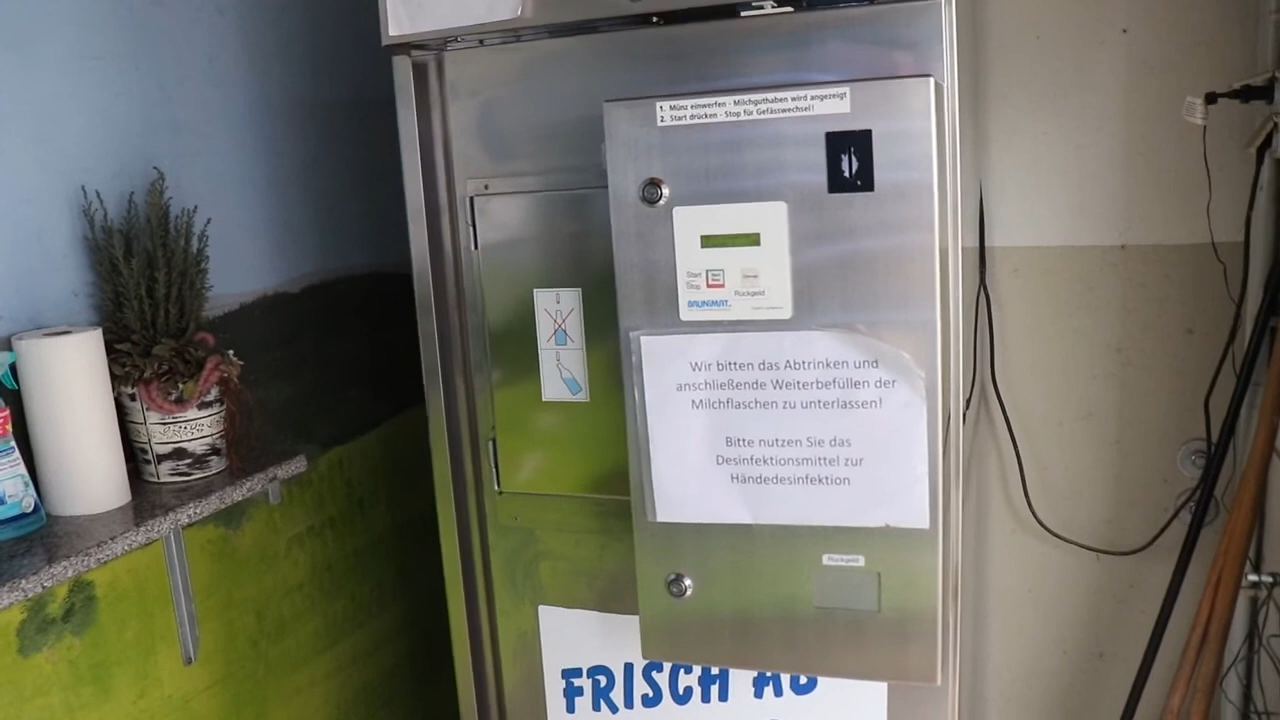 1. Münz einwerfen - Milchguthaben wird angezeigt
2. Start drücken - Stop für Gefässwechsel!
Start
Stop
Rückgeld
BRUNIMAT
Wir bitten das Abtrinken und
anschließende Weiterbefüllen der
Milchflaschen zu unterlassen!
Bitte nutzen Sie das
Desinfektionsmittel zur
Händedesinfektion
Rückgeld
FRISCH AB